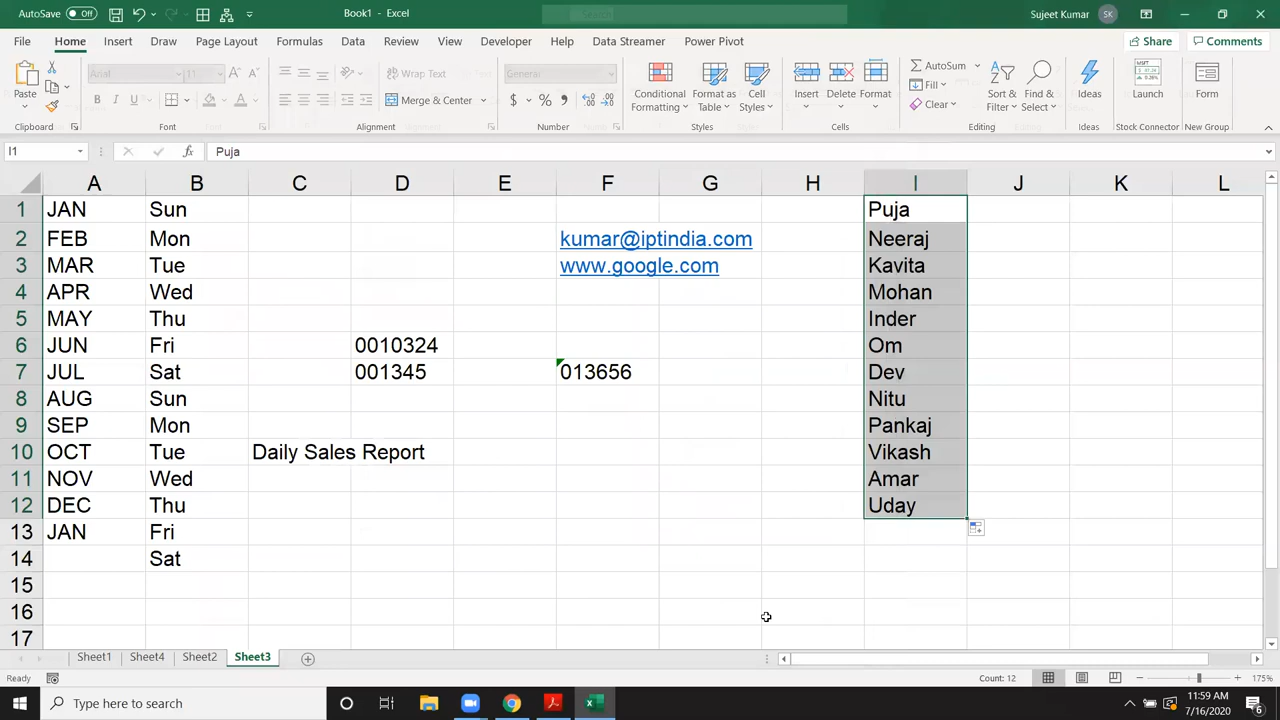 AutoSave Off
Book1 - Excel
Sujeet Kumar SK
File Home Insert Draw Page Layout Formulas Data Review View Developer Help Data Streamer Power Pivot Share Comments
Paste
Clipboard
Arial 11
B I U
Font
Wrap Text
Merge & Center
Alignment
General
$ % ,
Number
Conditional Formatting
Format as Table
Cell Styles
Styles
Insert Delete Format
Cells
AutoSum
Fill
Clear
Sort & Filter
Find & Select
Editing
Ideas
Ideas
Launch
Stock Connector
Form
New Group
I1 fx Puja
A B C D E F G H I J K L
1 JAN Sun Puja
2 FEB Mon kumar@iptindia.com Neeraj
3 MAR Tue www.google.com Kavita
4 APR Wed Mohan
5 MAY Thu Inder
6 JUN Fri 0010324 Om
7 JUL Sat 001345 013656 Dev
8 AUG Sun Nitu
9 SEP Mon Pankaj
10 OCT Tue Daily Sales Report Vikash
11 NOV Wed Amar
12 DEC Thu Uday
13 JAN Fri
14 Sat
15
16
17
Sheet1 Sheet4 Sheet2 Sheet3
Ready Count: 12 175%
Type here to search
11:59 AM
7/16/2020
6